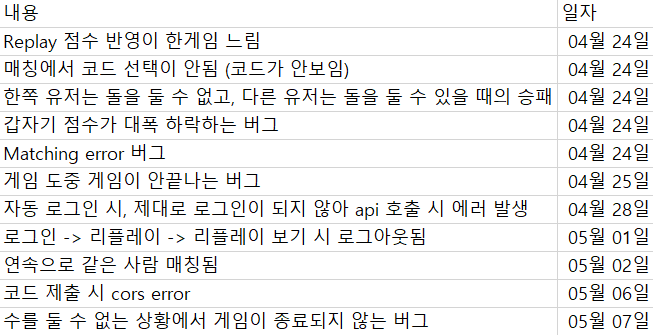 내용 일자
Replay 점수 반영이 한게임 느림 04월 24일
매칭에서 코드 선택이 안됨 (코드가 안보임) 04월 24일
한쪽 유저는 돌을 둘 수 없고, 다른 유저는 돌을 둘 수 있을 때의 승패 04월 24일
갑자기 점수가 대폭 하락하는 버그 04월 24일
Matching error 버그 04월 24일
게임 도중 게임이 안끝나는 버그 04월 25일
자동 로그인 시, 제대로 로그인이 되지 않아 api 호출 시 에러 발생 04월 28일
로그인 -> 리플레이 -> 리플레이 보기 시 로그아웃됨 05월 01일
연속으로 같은 사람 매칭됨 05월 02일
코드 제출 시 cors error 05월 06일
수를 둘 수 없는 상황에서 게임이 종료되지 않는 버그 05월 07일